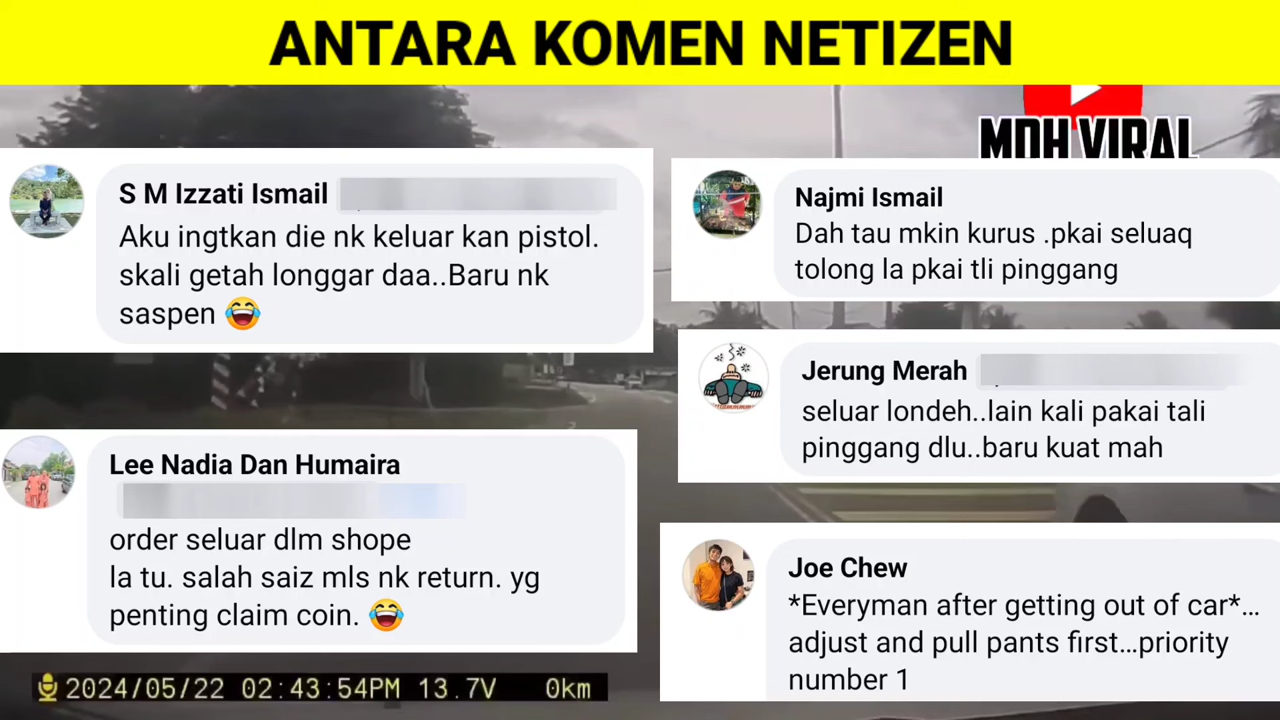 ANTARA KOMEN NETIZEN
MDH VIRAL
S M Izzati Ismail
Aku ingtkan die nk keluar kan pistol.
skali getah longgar daa..Baru nk
saspen 😂
Lee Nadia Dan Humaira
order seluar dlm shope
la tu. salah saiz mls nk return. yg
penting claim coin. 😂
Najmi Ismail
Dah tau mkin kurus .pkai seluaq
tolong la pkai tli pinggang
Jerung Merah
seluar londeh..lain kali pakai tali
pinggang dlu..baru kuat mah
Joe Chew
*Everyman after getting out of car*...
adjust and pull pants first...priority
number 1
2024/05/22 02:43:54PM 13.7V 0km